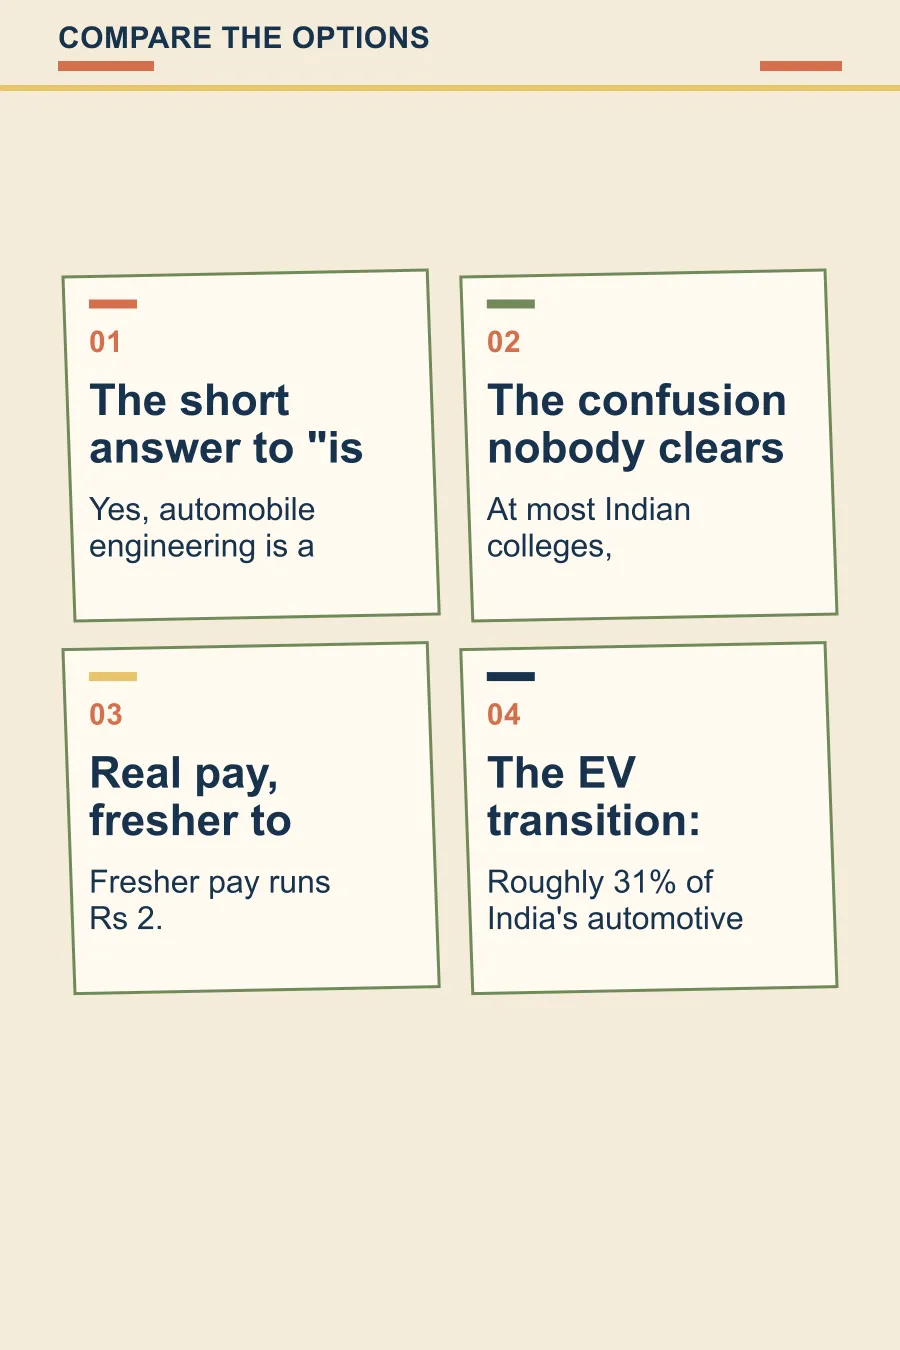 COMPARE THE OPTIONS
01
The short
answer to "is
Yes, automobile
engineering is a
02
The confusion
nobody clears
At most Indian
colleges,
03
Real pay,
fresher to
Fresher pay runs
Rs 2.
04
The EV
transition:
Roughly 31% of
India's automotive